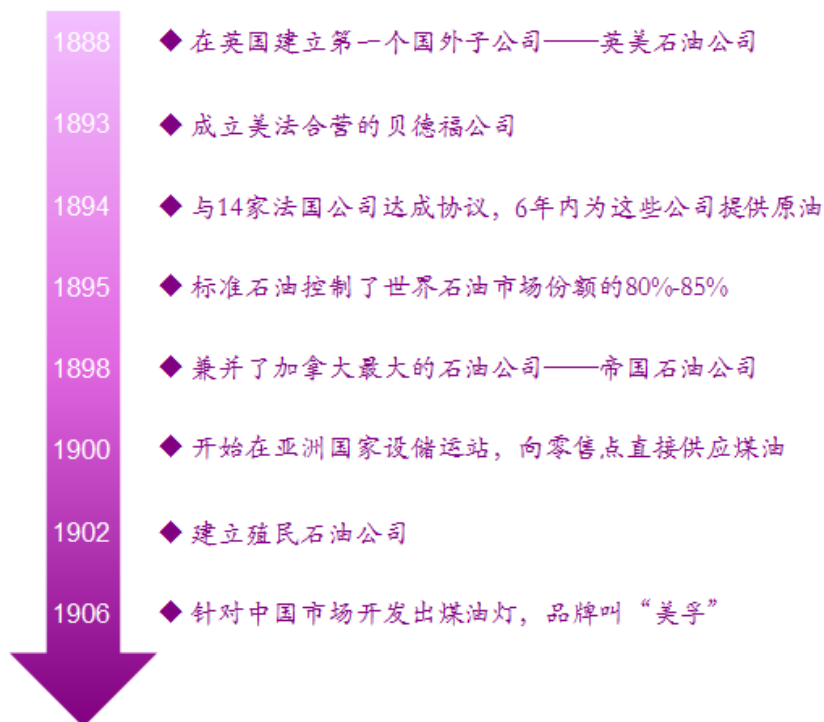 1888 ◆ 在英国建立第一个国外子公司——英美石油公司
1893 ◆ 成立美法合营的贝德福公司
1894 ◆ 与14家法国公司达成协议，6年内为这些公司提供原油
1895 ◆ 标准石油控制了世界石油市场份额的80%-85%
1898 ◆ 兼并了加拿大最大的石油公司——帝国石油公司
1900 ◆ 开始在亚洲国家设储运站，向零售点直接供应煤油
1902 ◆ 建立殖民石油公司
1906 ◆ 针对中国市场开发出煤油灯，品牌叫“美孚”